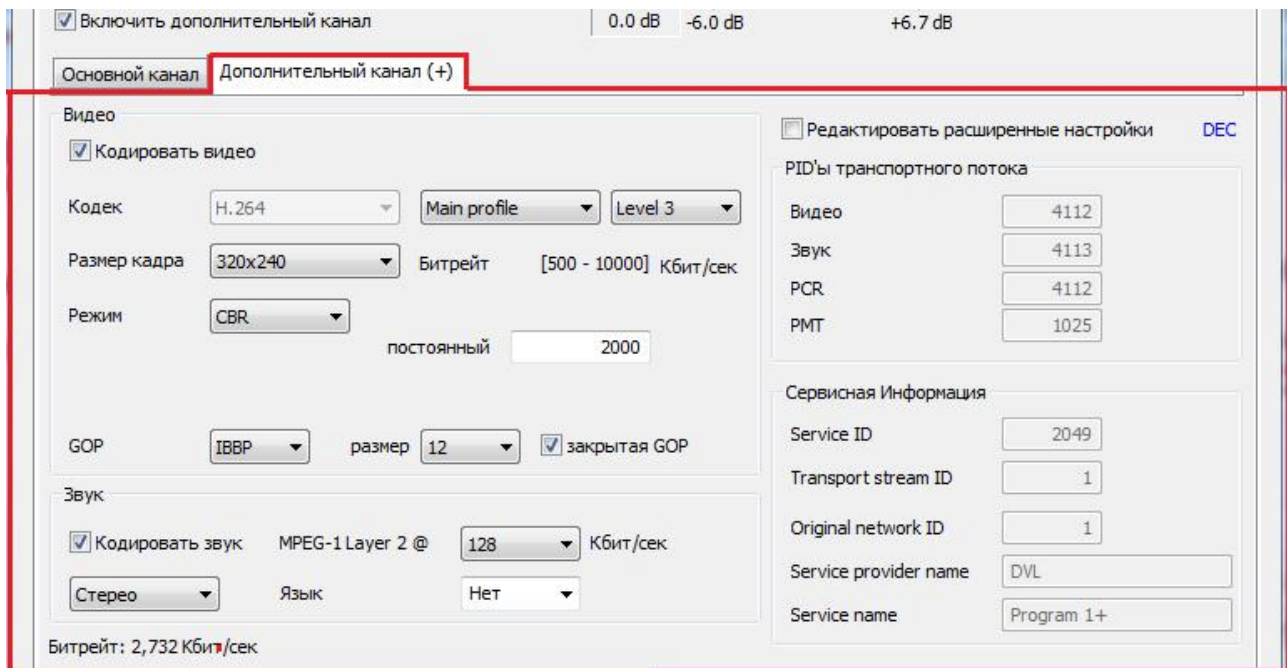 Включить дополнительный канал 0.0 dB -6.0 dB +6.7 dB
Основной канал Дополнительный канал (+)
Видео
Кодировать видео
Кодек H.264 Main profile Level 3
Размер кадра 320x240 Битрейт [500 - 10000] Кбит/сек
Режим CBR
постоянный 2000
GOP IBBP размер 12 закрытая GOP
Звук
Кодировать звук MPEG-1 Layer 2 @ 128 Кбит/сек
Стерео Язык Нет
Битрейт: 2,732 Кбит/сек
Редактировать расширенные настройки DEC
PID'ы транспортного потока
Видео 4112
Звук 4113
PCR 4112
PMT 1025
Сервисная Информация
Service ID 2049
Transport stream ID 1
Original network ID 1
Service provider name DVL
Service name Program 1+